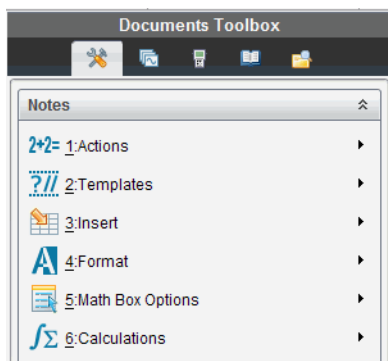 Documents Toolbox
Notes
2+2= 1:Actions
?// 2:Templates
3:Insert
A 4:Format
5:Math Box Options
∫Σ 6:Calculations